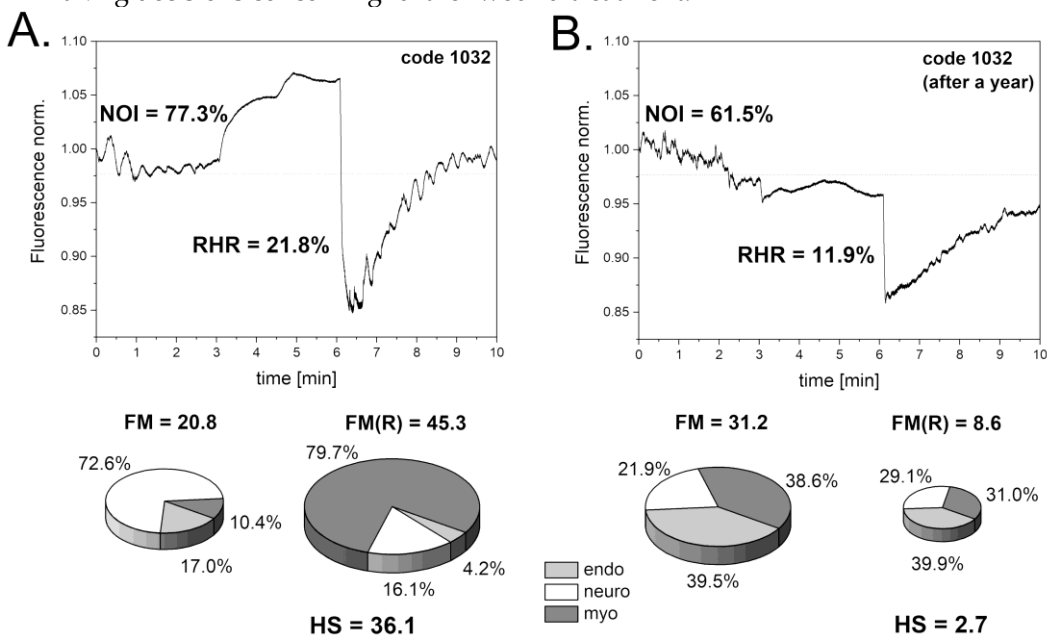 A.
1.10
1.05
1.00
0.95
0.90
0.85
Fluorescence norm.
code 1032
NOI = 77.3%
RHR = 21.8%
0 1 2 3 4 5 6 7 8 9 10
time [min]
B.
1.10
1.05
1.00
0.95
0.90
0.85
Fluorescence norm.
code 1032
(after a year)
NOI = 61.5%
RHR = 11.9%
0 1 2 3 4 5 6 7 8 9 10
time [min]
FM = 20.8
72.6%
10.4%
17.0%
FM(R) = 45.3
79.7%
4.2%
16.1%
HS = 36.1
endo
neuro
myo
FM = 31.2
21.9%
38.6%
39.5%
FM(R) = 8.6
29.1%
31.0%
39.9%
HS = 2.7